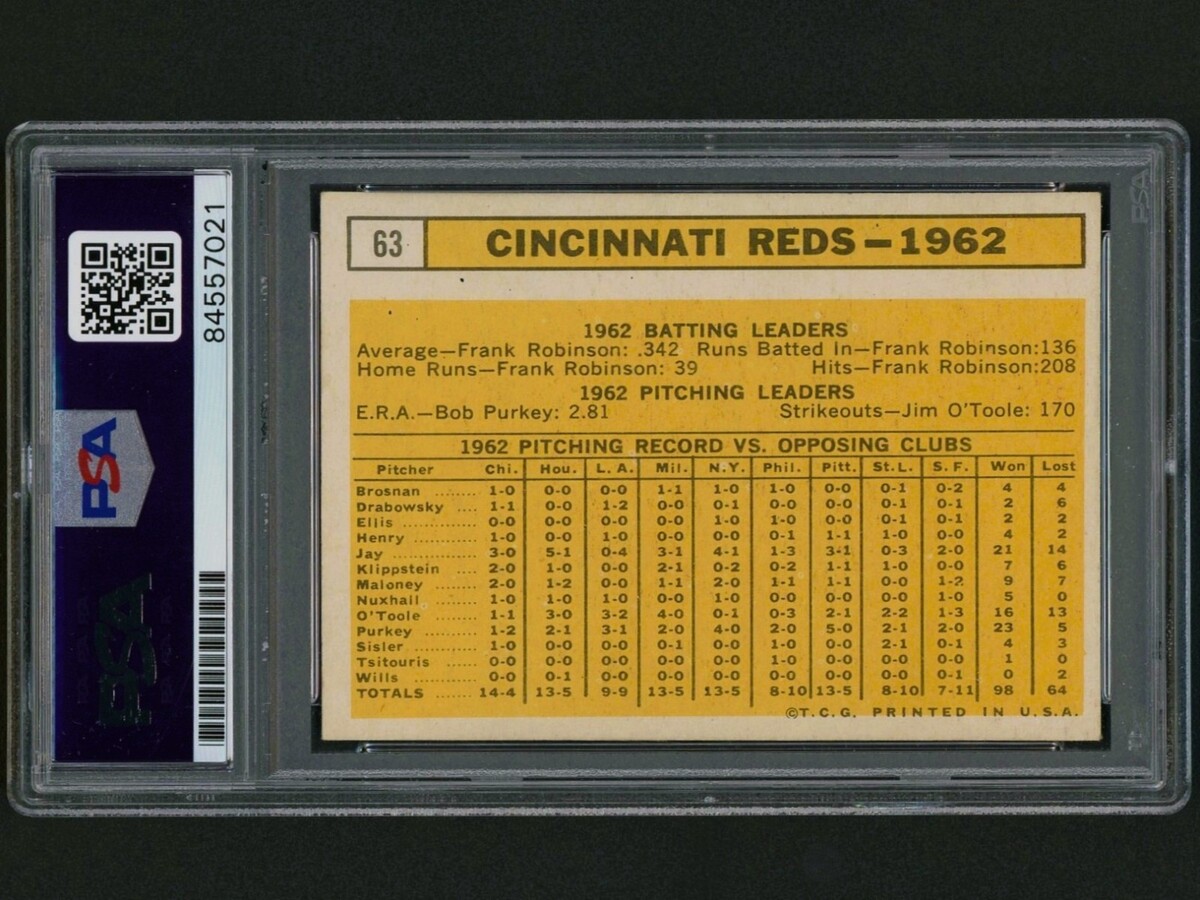 63 CINCINNATI REDS — 1962
1962 BATTING LEADERS
Average—Frank Robinson: .342 Runs Batted In—Frank Robinson:136
Home Runs—Frank Robinson: 39 Hits—Frank Robinson:208
1962 PITCHING LEADERS
E.R.A.—Bob Purkey: 2.81 Strikeouts—Jim O'Toole: 170
1962 PITCHING RECORD VS. OPPOSING CLUBS
Pitcher Chi. Hou. L. A. Mil. N.Y. Phil. Pitt. St.L. S. F. Won Lost
Brosnan ........ 1-0 0-0 0-0 1-1 1-0 1-0 0-0 0-1 0-2 4 4
Drabowsky .... 1-1 0-0 1-2 0-0 0-1 0-0 0-0 0-1 0-1 2 6
Ellis .............. 0-0 0-0 0-0 0-0 1-0 1-0 0-0 0-1 0-1 2 2
Henry ........... 1-0 0-0 1-0 0-0 0-0 0-1 1-1 1-0 0-0 4 2
Jay ............... 3-0 5-1 0-4 3-1 4-1 1-3 3-1 0-3 2-0 21 14
Klippstein .... 2-0 1-0 0-0 2-1 0-2 0-2 1-1 1-0 0-0 7 6
Maloney ........ 2-0 1-2 0-0 1-1 2-0 1-1 1-1 0-0 1-2 9 7
Nuxhall ........ 1-0 1-0 1-0 0-0 1-0 0-0 0-0 0-0 1-0 5 0
O'Toole ........ 1-1 3-0 3-2 4-0 0-1 0-3 2-1 2-2 1-3 16 13
Purkey ......... 1-2 2-1 3-1 2-0 4-0 2-0 5-0 2-1 2-0 23 5
Sisler ........... 1-0 0-0 0-0 0-1 0-0 1-0 0-0 2-1 0-1 4 3
Tsitouris ...... 0-0 0-0 0-0 0-0 0-0 1-0 0-0 0-0 0-0 1 0
Wills ............ 0-0 0-1 0-0 0-0 0-0 0-0 0-0 0-0 0-1 0 2
TOTALS ...... 14-4 13-5 9-9 13-5 13-5 8-10 13-5 8-10 7-11 98 64
©T.C.G. PRINTED IN U.S.A.
84557021
PSA
PSA
PSA